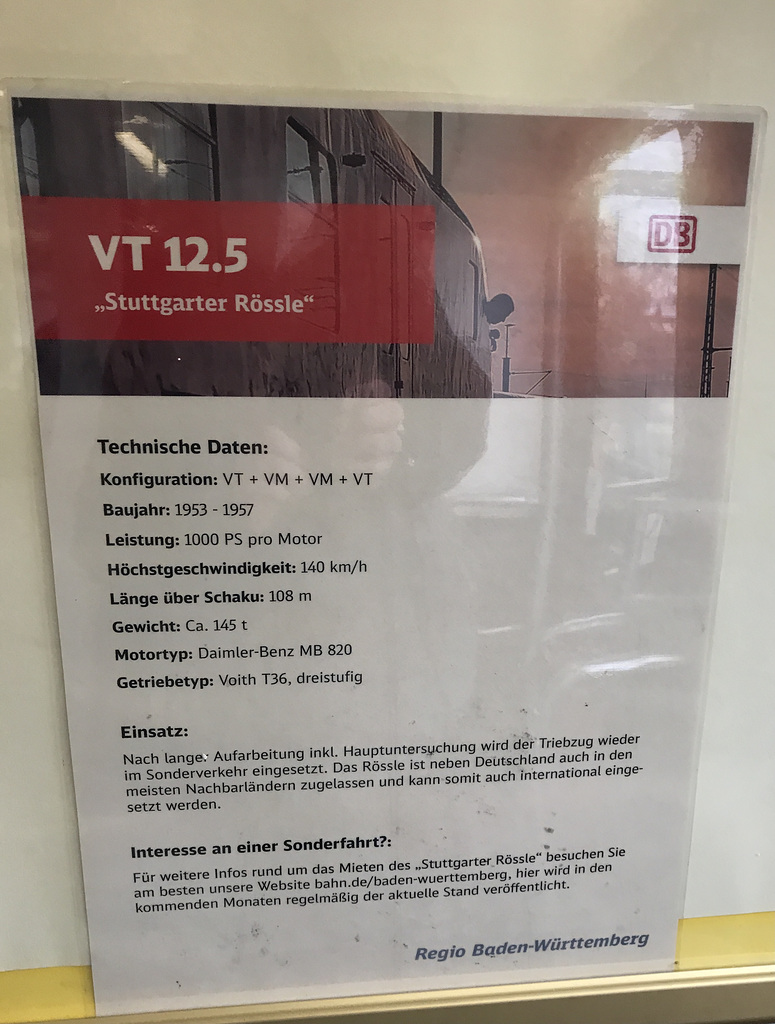 VT 12.5
„Stuttgarter Rössle“
DB
Technische Daten:
Konfiguration: VT + VM + VM + VT
Baujahr: 1953 - 1957
Leistung: 1000 PS pro Motor
Höchstgeschwindigkeit: 140 km/h
Länge über Schaku: 108 m
Gewicht: Ca. 145 t
Motortyp: Daimler-Benz MB 820
Getriebetyp: Voith T36, dreistufig
Einsatz:
Nach langer Aufarbeitung inkl. Hauptuntersuchung wird der Triebzug wieder
im Sonderverkehr eingesetzt. Das Rössle ist neben Deutschland auch in den
meisten Nachbarländern zugelassen und kann somit auch international einge-
setzt werden.
Interesse an einer Sonderfahrt?:
Für weitere Infos rund um das Mieten des „Stuttgarter Rössle“ besuchen Sie
am besten unsere Website bahn.de/baden-wuerttemberg, hier wird in den
kommenden Monaten regelmäßig der aktuelle Stand veröffentlicht.
Regio Baden-Württemberg